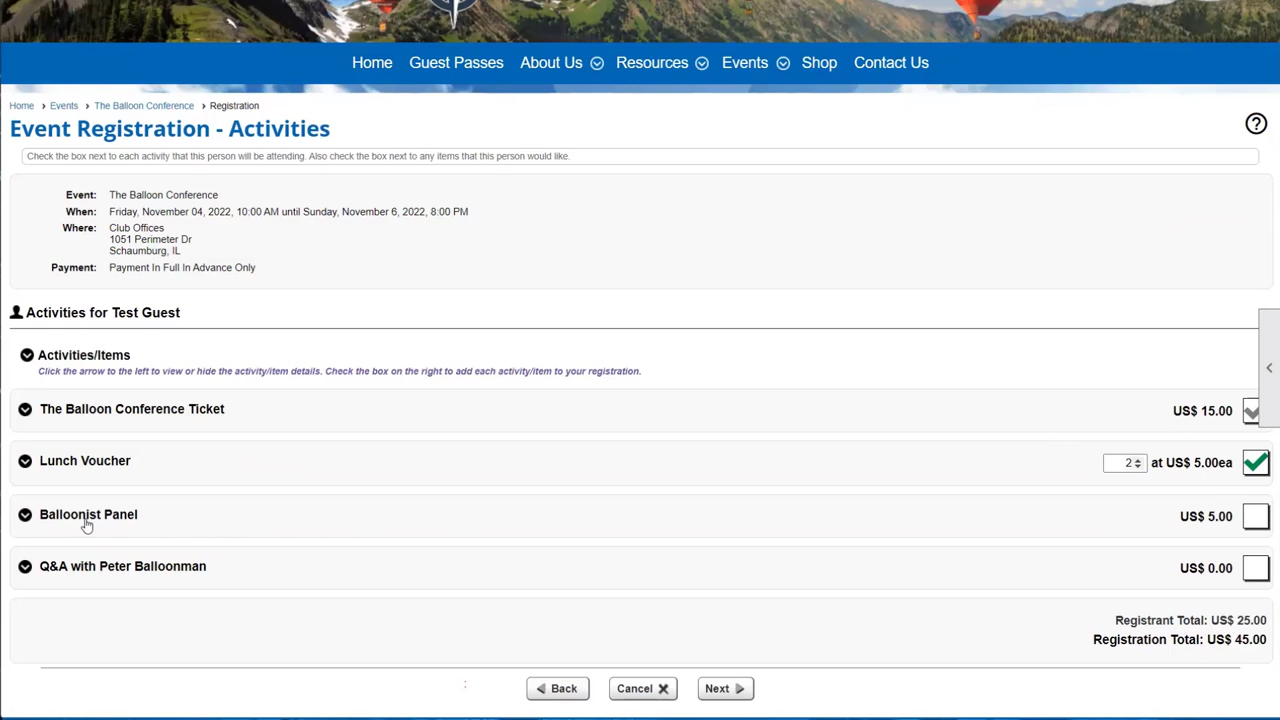 Home Guest Passes About Us Resources Events Shop Contact Us
Home > Events > The Balloon Conference > Registration
Event Registration - Activities
?
Check the box next to each activity that this person will be attending. Also check the box next to any items that this person would like.
Event: The Balloon Conference
When: Friday, November 04, 2022, 10:00 AM until Sunday, November 6, 2022, 8:00 PM
Where: Club Offices
1051 Perimeter Dr
Schaumburg, IL
Payment: Payment In Full In Advance Only
Activities for Test Guest
Activities/Items
Click the arrow to the left to view or hide the activity/item details. Check the box on the right to add each activity/item to your registration.
The Balloon Conference Ticket US$ 15.00
Lunch Voucher 2 at US$ 5.00ea
Balloonist Panel US$ 5.00
Q&A with Peter Balloonman US$ 0.00
Registrant Total: US$ 25.00
Registration Total: US$ 45.00
:
Back Cancel Next